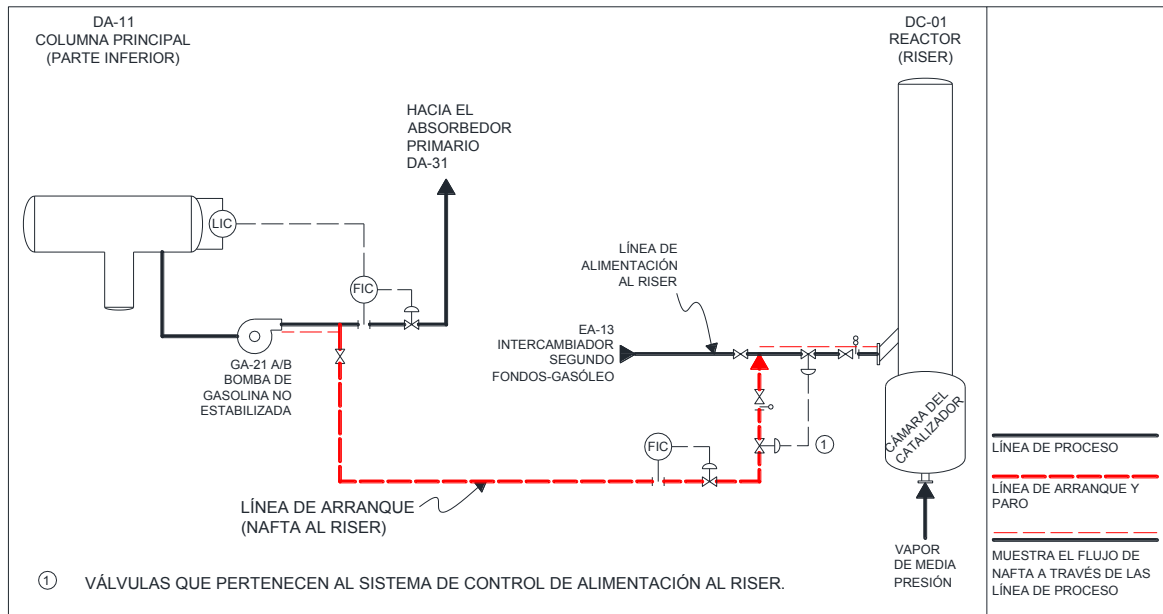 DA-11
COLUMNA PRINCIPAL
(PARTE INFERIOR)
DC-01
REACTOR
(RISER)
HACIA EL
ABSORBEDOR
PRIMARIO
DA-31
LIC
FIC
LÍNEA DE
ALIMENTACIÓN
AL RISER
EA-13
INTERCAMBIADOR
SEGUNDO
FONDOS-GASÓLEO
GA-21 A/B
BOMBA DE
GASOLINA NO
ESTABILIZADA
CÁMARA DEL
CATALIZADOR
FIC
1
LÍNEA DE ARRANQUE
(NAFTA AL RISER)
VAPOR
DE MEDIA
PRESIÓN
1 VÁLVULAS QUE PERTENECEN AL SISTEMA DE CONTROL DE ALIMENTACIÓN AL RISER.
LÍNEA DE PROCESO
LÍNEA DE ARRANQUE Y
PARO
MUESTRA EL FLUJO DE
NAFTA A TRAVÉS DE LAS
LÍNEA DE PROCESO